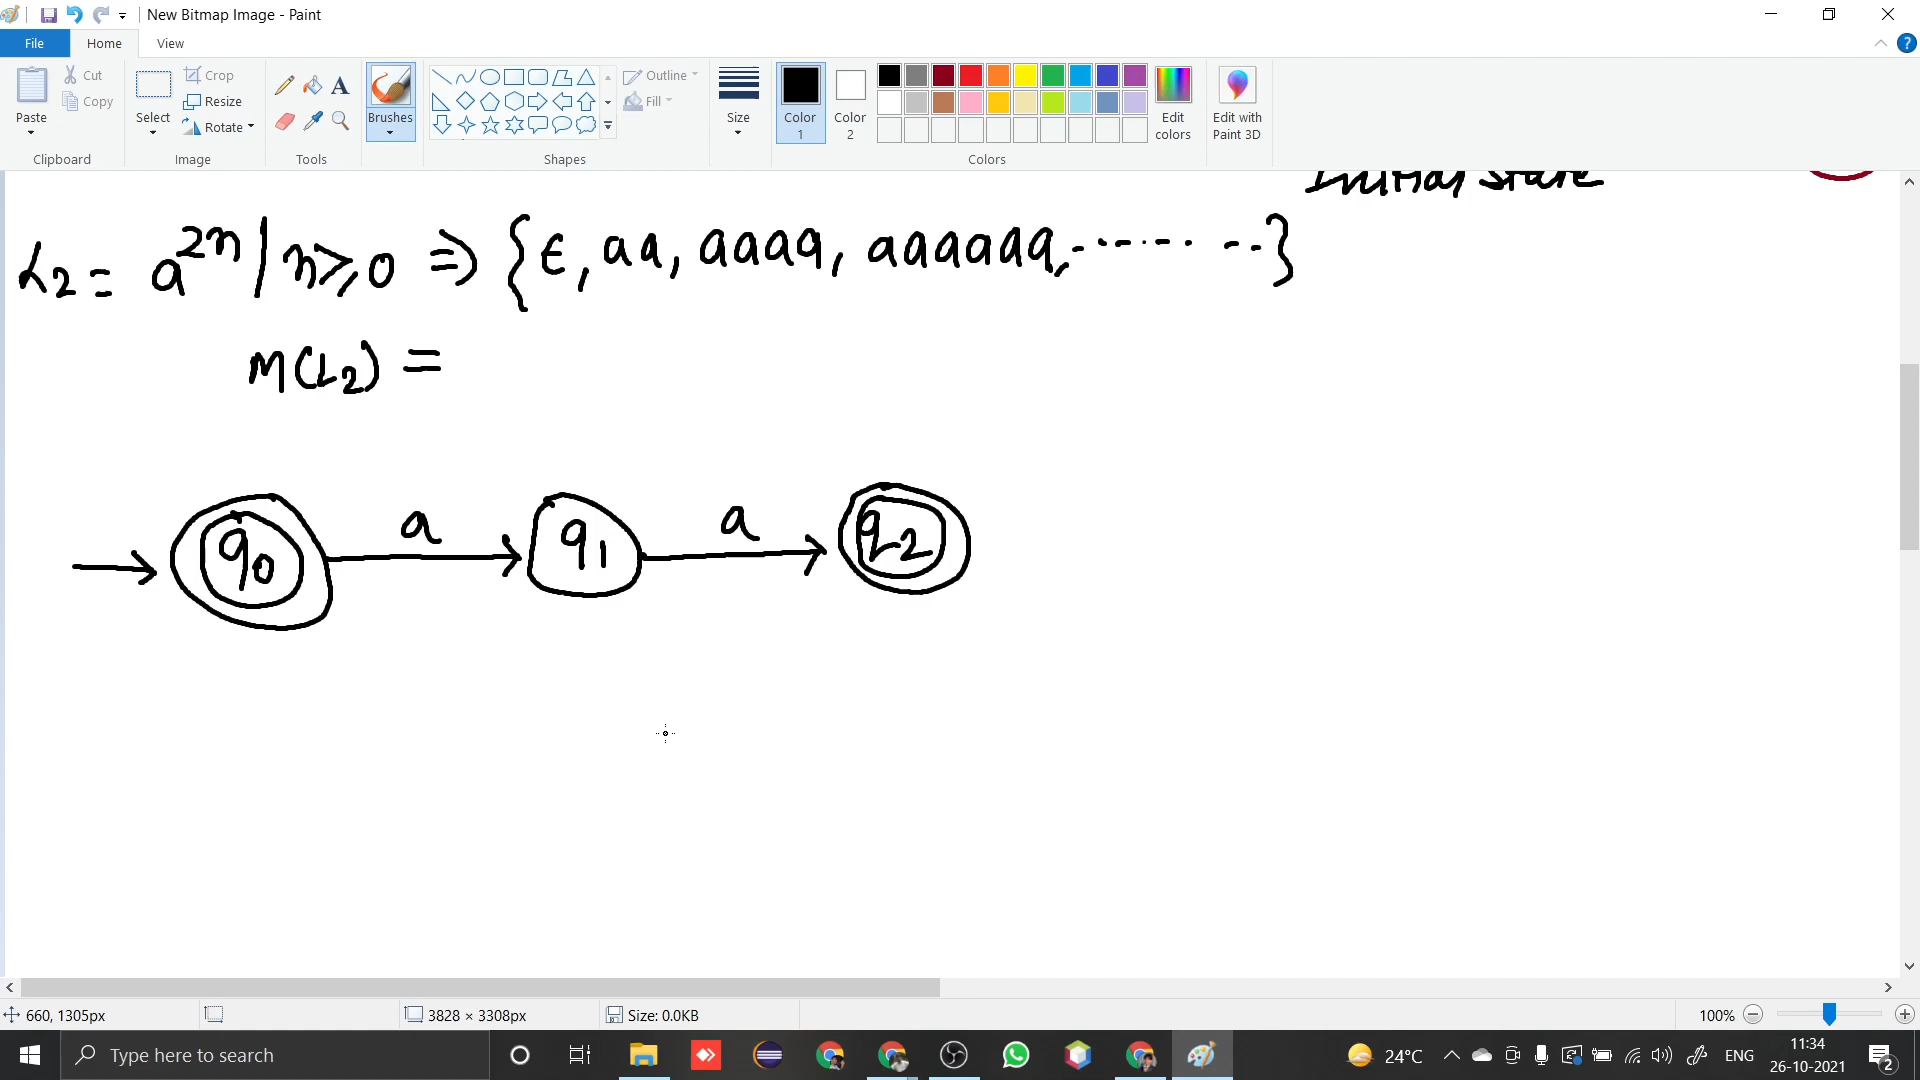 New Bitmap Image - Paint
File Home View
Paste Cut Copy Clipboard
Select Crop Resize Rotate Image
Tools
Brushes
Outline Fill Shapes
Size
Color 1 Color 2 Edit colors Colors
Edit with Paint 3D
Initial state
L2 = a^2n | n ≥ 0 ⇒ {ϵ, aa, aaaa, aaaaaa, ........ ..}
M(L2) =
q0 a q1 a q2
660, 1305px 3828 × 3308px Size: 0.0KB 100%
Type here to search 24°C ENG 11:34 26-10-2021 2